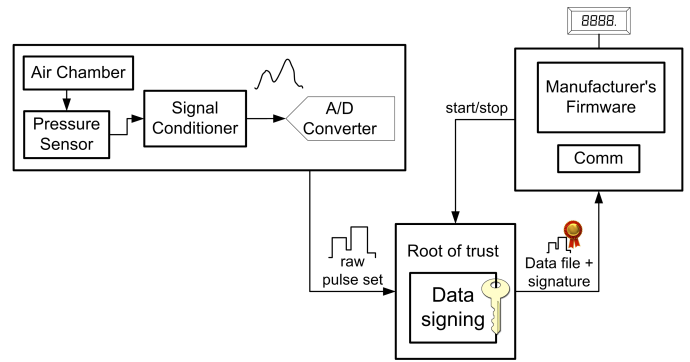 8888.
Air Chamber
Pressure
Sensor
Signal
Conditioner
A/D
Converter
Manufacturer's
Firmware
Comm
start/stop
raw
pulse set
Root of trust
Data
signing
Data file +
signature